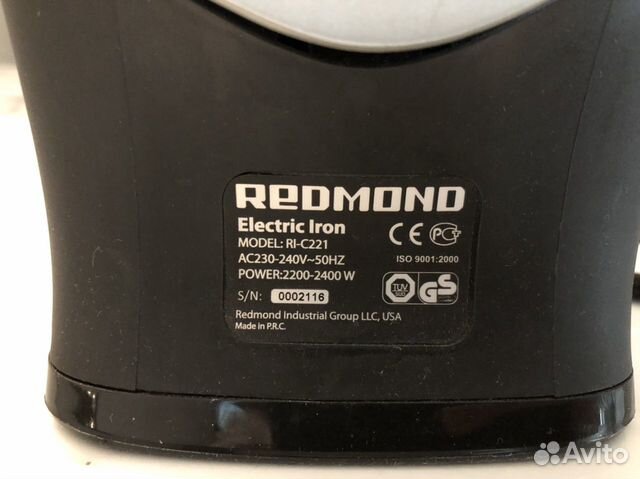 REDMOND
Electric Iron
MODEL: RI-C221
AC230-240V~50HZ
POWER:2200-2400 W
CE PC
ISO 9001:2000
S/N: 0002116
TÜV GS
Redmond Industrial Group LLC, USA
Made in P.R.C.
Avito